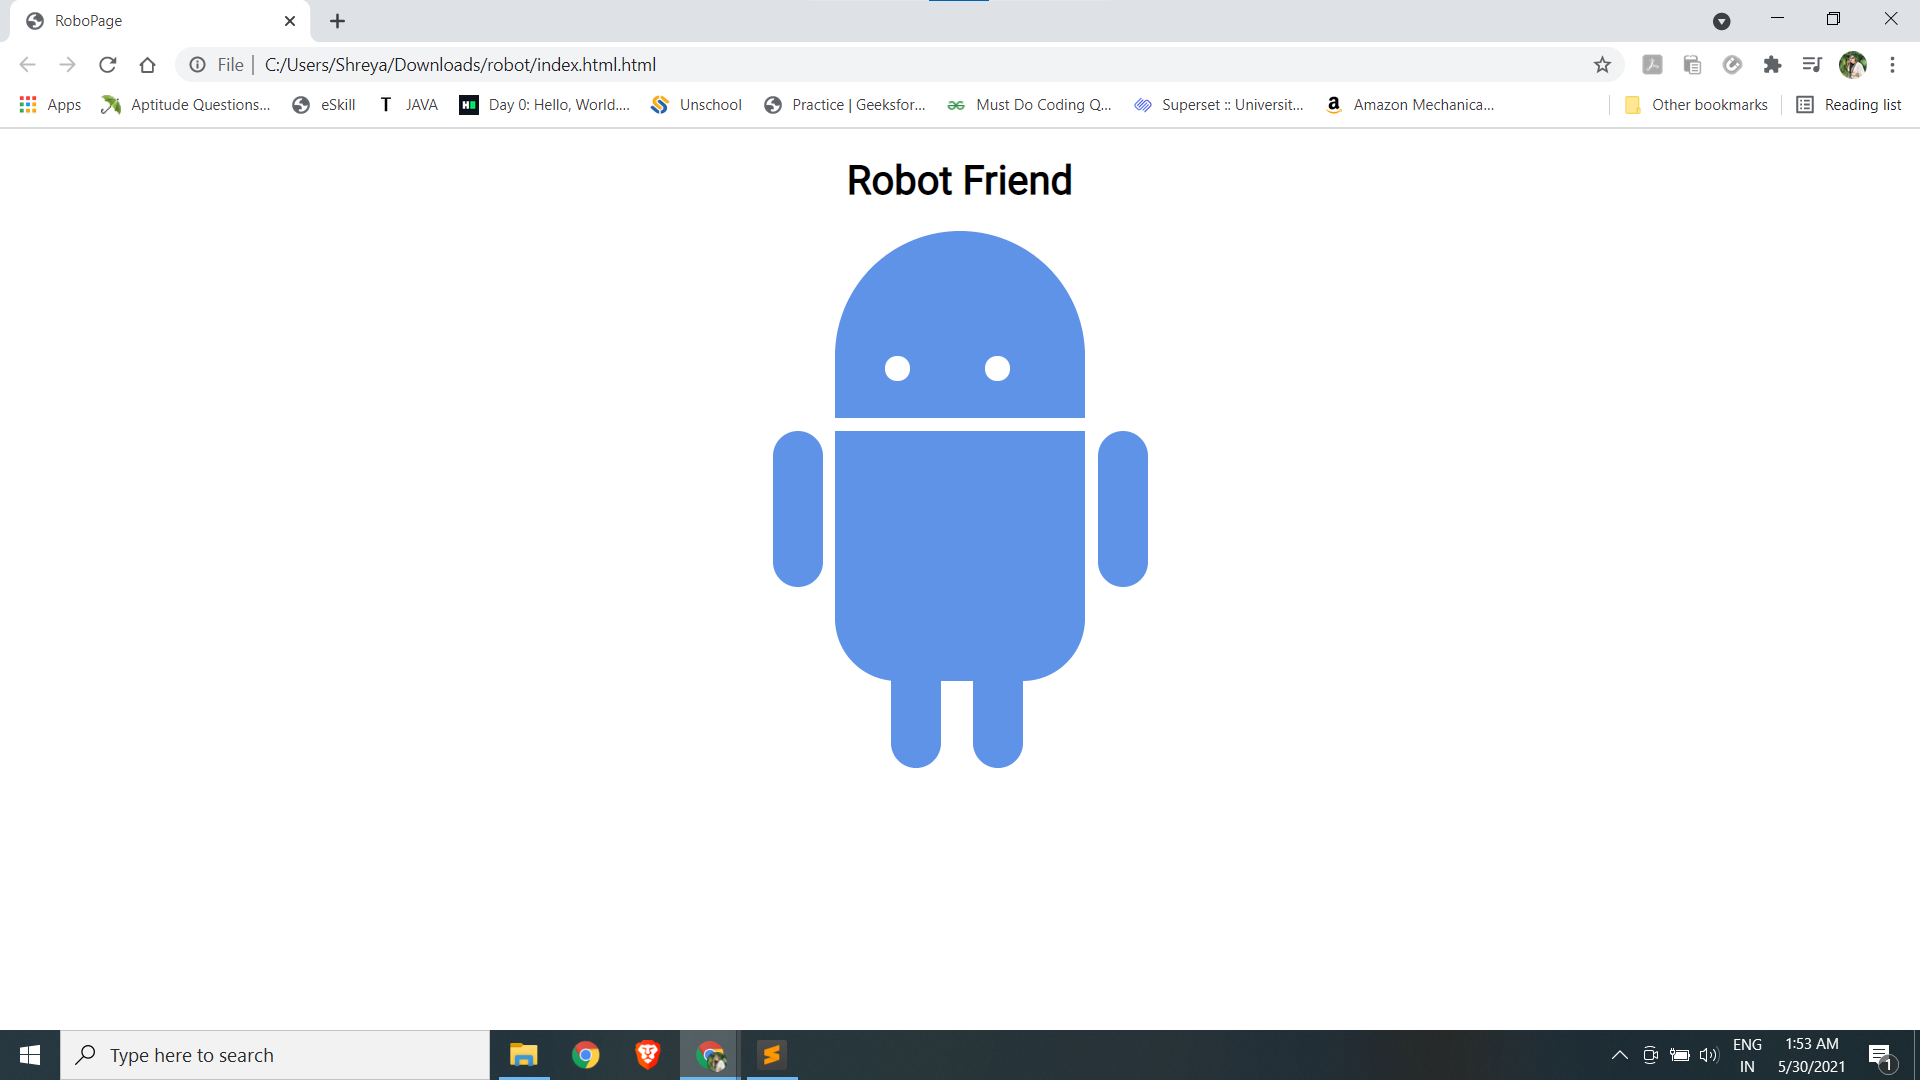 RoboPage
File | C:/Users/Shreya/Downloads/robot/index.html.html
Apps Aptitude Questions... eSkill T JAVA H Day 0: Hello, World.... Unschool Practice | Geeksfor... Must Do Coding Q... Superset :: Universit... a Amazon Mechanica... Other bookmarks Reading list
Robot Friend
Type here to search
ENG
IN
1:53 AM
5/30/2021
1